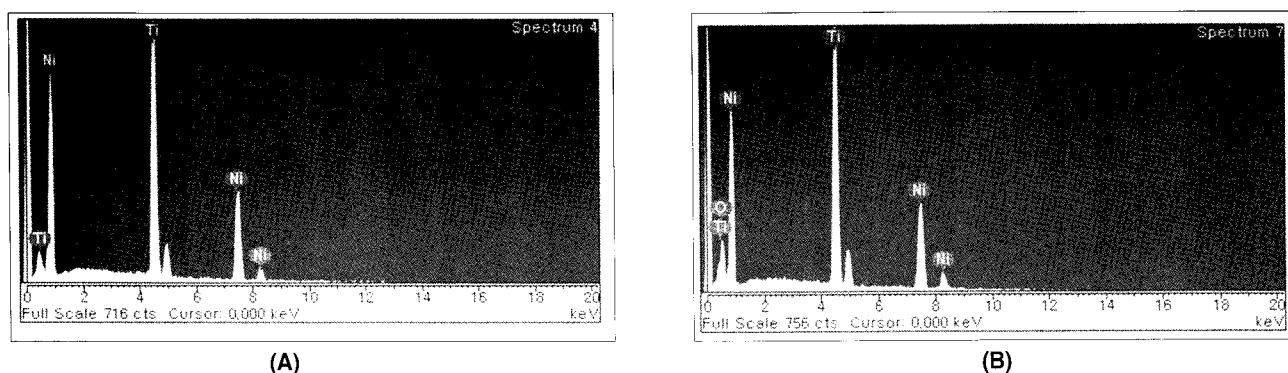 Spectrum 4
Ti
Ni
Ni
Ti
Ni
0 2 4 6 8 10 12 14 16 18 20
Full Scale 716 cts Cursor: 0,000 keV keV
(A)
Spectrum 7
Ti
Ni
Ni
O
Ti
Ni
0 2 4 6 8 10 12 14 16 18 20
Full Scale 756 cts Cursor: 0,000 keV keV
(B)